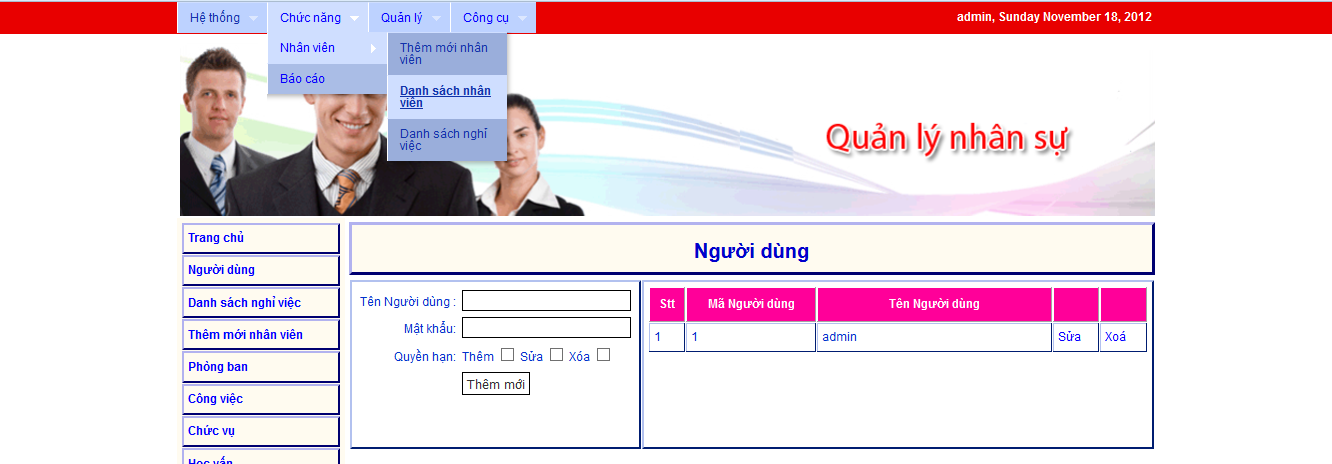 Hệ thống Chức năng Quản lý Công cụ admin, Sunday November 18, 2012
Nhân viên
Báo cáo
Thêm mới nhân
viên
Danh sách nhân
viên
Danh sách nghỉ
việc
Quản lý nhân sự
Trang chủ
Người dùng
Danh sách nghỉ việc
Thêm mới nhân viên
Phòng ban
Công việc
Chức vụ
Học vấn
Người dùng
Tên Người dùng :
Mật khẩu:
Quyền hạn: Thêm Sửa Xóa
Thêm mới
Stt Mã Người dùng Tên Người dùng
1 1 admin Sửa Xoá